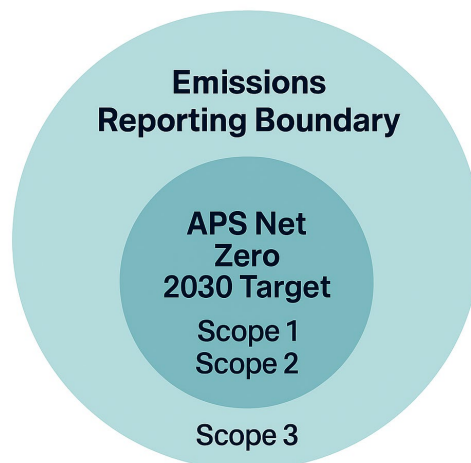 Emissions
Reporting Boundary
APS Net
Zero
2030 Target
Scope 1
Scope 2
Scope 3